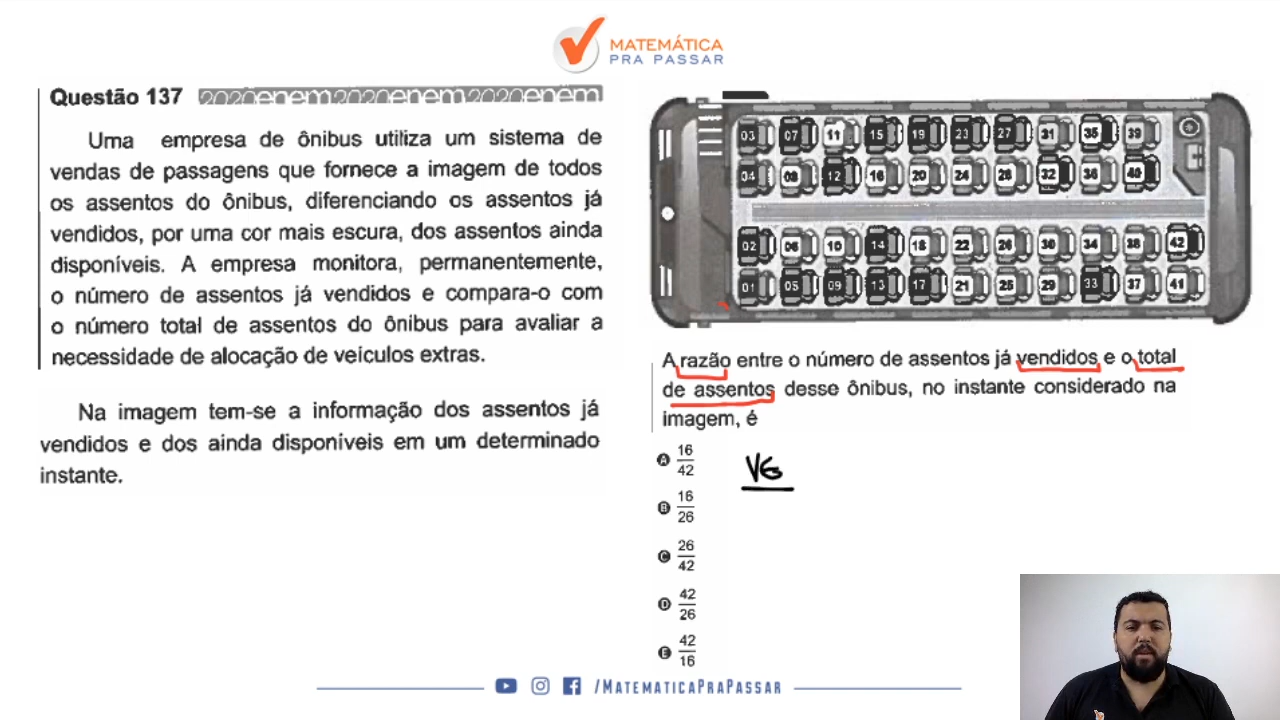 MATEMÁTICA
PRA PASSAR
Questão 137 2020enem2020enem2020enem
Uma empresa de ônibus utiliza um sistema de
vendas de passagens que fornece a imagem de todos
os assentos do ônibus, diferenciando os assentos já
vendidos, por uma cor mais escura, dos assentos ainda
disponíveis. A empresa monitora, permanentemente,
o número de assentos já vendidos e compara-o com
o número total de assentos do ônibus para avaliar a
necessidade de alocação de veículos extras.
Na imagem tem-se a informação dos assentos já
vendidos e dos ainda disponíveis em um determinado
instante.
03 07 11 15 19 23 27 31 35 39
04 08 12 16 20 24 28 32 36 40
02 06 10 14 18 22 26 30 34 38 42
01 05 09 13 17 21 25 29 33 37 41
A razão entre o número de assentos já vendidos e o total
de assentos desse ônibus, no instante considerado na
imagem, é
A 16/42
B 16/26
C 26/42
D 42/26
E 42/16
/MATEMATICAPRAPASSAR